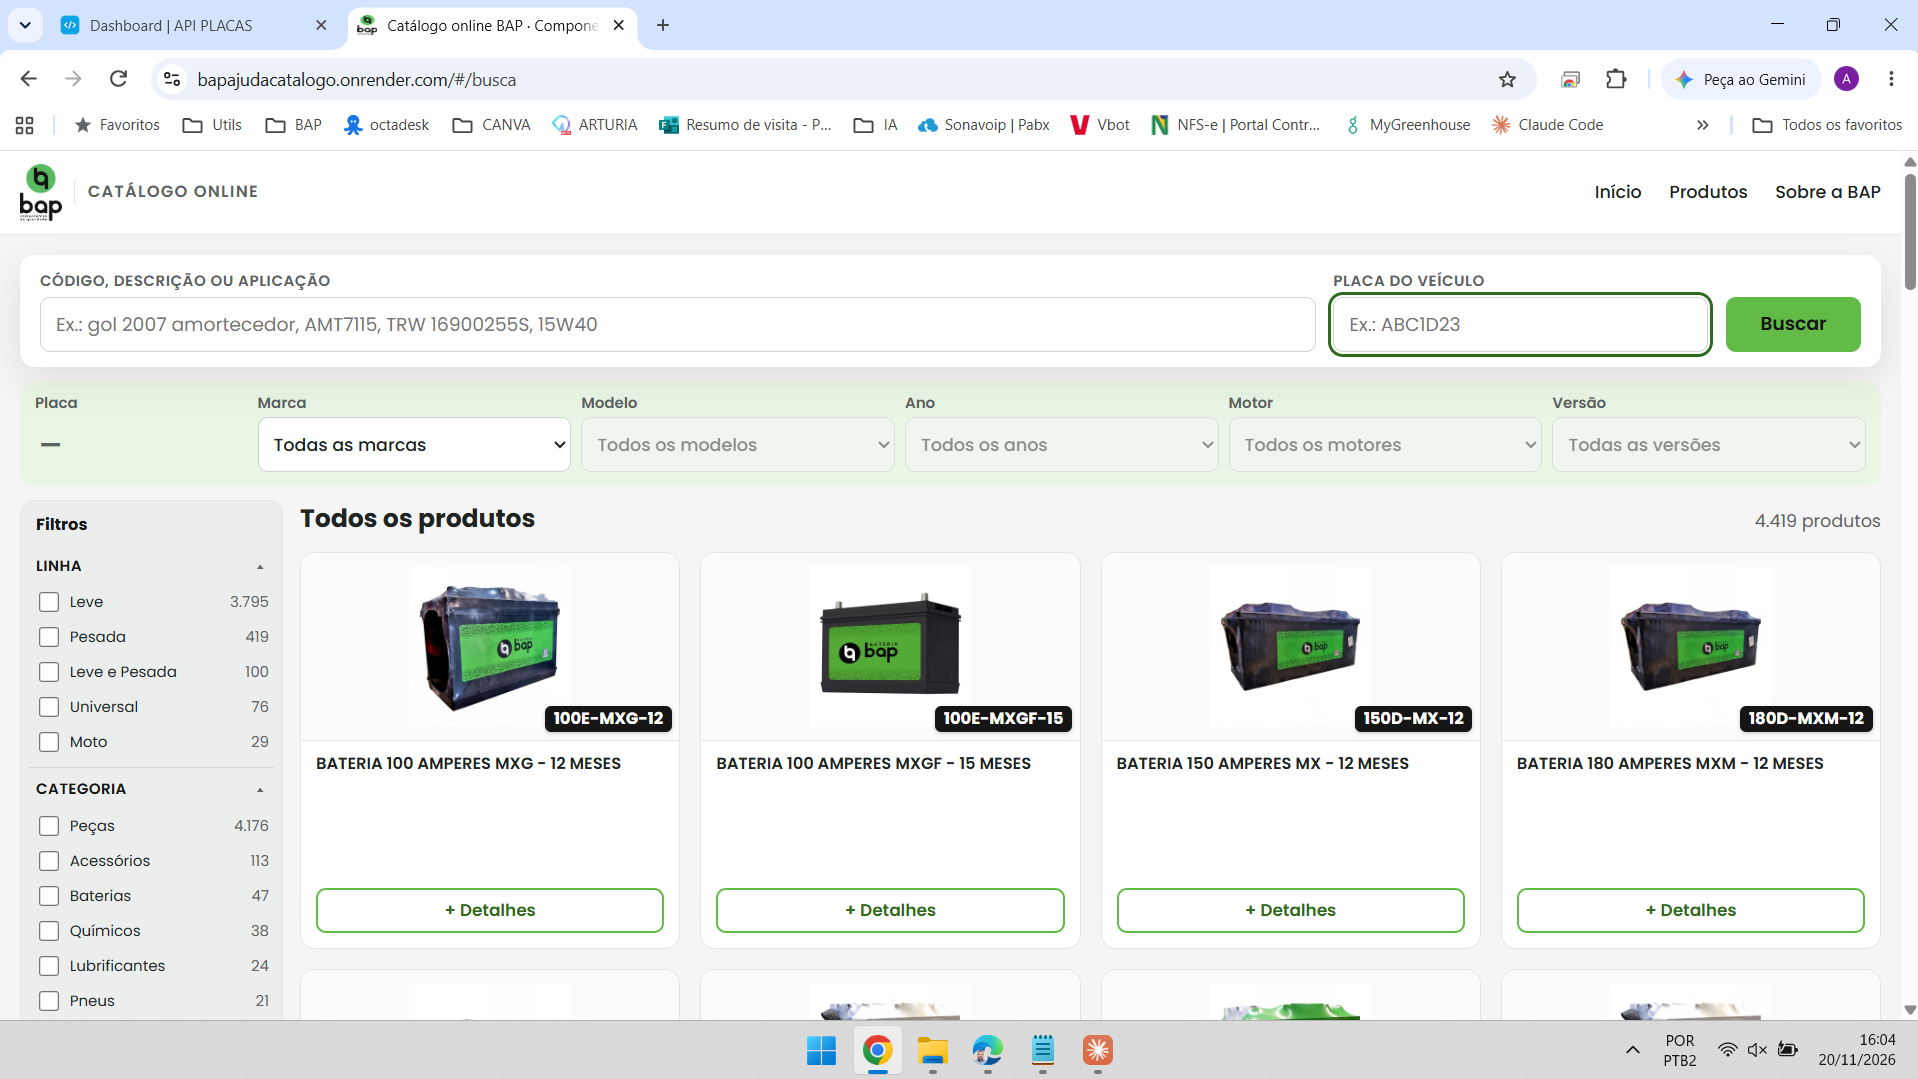 Dashboard | API PLACAS
Catálogo online BAP · Compone
bapajudacatalogo.onrender.com/#/busca
Peça ao Gemini
A
Favoritos
Utils
BAP
octadesk
CANVA
ARTURIA
Resumo de visita - P...
IA
Sonavoip | Pabx
Vbot
NFS-e | Portal Contr...
MyGreenhouse
Claude Code
Todos os favoritos
bap
CATÁLOGO ONLINE
Início
Produtos
Sobre a BAP
CÓDIGO, DESCRIÇÃO OU APLICAÇÃO
PLACA DO VEÍCULO
Ex.: gol 2007 amortecedor, AMT7115, TRW 16900255S, 15W40
Ex.: ABC1D23
Buscar
Placa
Marca
Modelo
Ano
Motor
Versão
—
Todas as marcas
Todos os modelos
Todos os anos
Todos os motores
Todas as versões
Filtros
LINHA
Leve 3.795
Pesada 419
Leve e Pesada 100
Universal 76
Moto 29
CATEGORIA
Peças 4.176
Acessórios 113
Baterias 47
Químicos 38
Lubrificantes 24
Pneus 21
Todos os produtos
4.419 produtos
bap
100E-MXG-12
BATERIA 100 AMPERES MXG - 12 MESES
+ Detalhes
BATERIA
bap
100E-MXGF-15
BATERIA 100 AMPERES MXGF - 15 MESES
+ Detalhes
bap
150D-MX-12
BATERIA 150 AMPERES MX - 12 MESES
+ Detalhes
bap
180D-MXM-12
BATERIA 180 AMPERES MXM - 12 MESES
+ Detalhes
POR
PTB2
16:04
20/11/2026